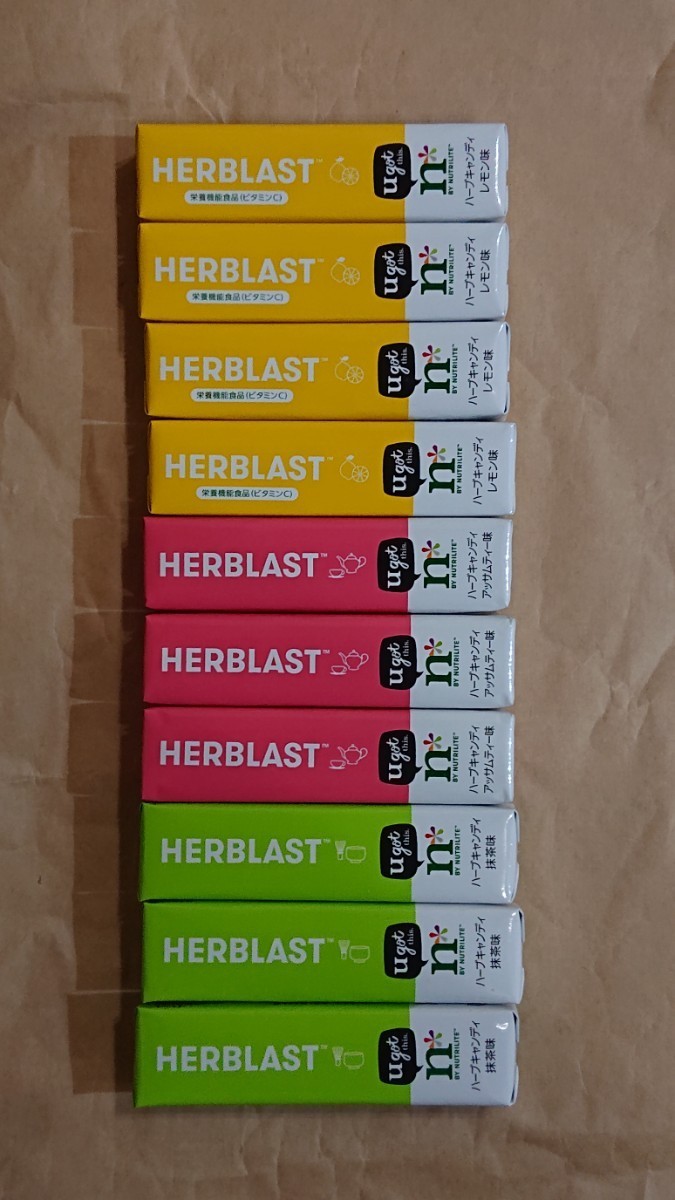 HERBLAST™
栄養機能食品(ビタミンC)
u got this.
n
BY NUTRILITE™
ハーブキャンディ
レモン味
HERBLAST™
栄養機能食品(ビタミンC)
u got this.
n
BY NUTRILITE™
ハーブキャンディ
レモン味
HERBLAST™
栄養機能食品(ビタミンC)
u got this.
n
BY NUTRILITE™
ハーブキャンディ
レモン味
HERBLAST™
栄養機能食品(ビタミンC)
u got this.
n
BY NUTRILITE™
ハーブキャンディ
レモン味
HERBLAST™
u got this.
n
BY NUTRILITE™
ハーブキャンディ
アッサムティー味
HERBLAST™
u got this.
n
BY NUTRILITE™
ハーブキャンディ
アッサムティー味
HERBLAST™
u got this.
n
BY NUTRILITE™
ハーブキャンディ
アッサムティー味
HERBLAST™
u got this.
n
BY NUTRILITE™
ハーブキャンディ
抹茶味
HERBLAST™
u got this.
n
BY NUTRILITE™
ハーブキャンディ
抹茶味
HERBLAST™
u got this.
n
BY NUTRILITE™
ハーブキャンディ
抹茶味